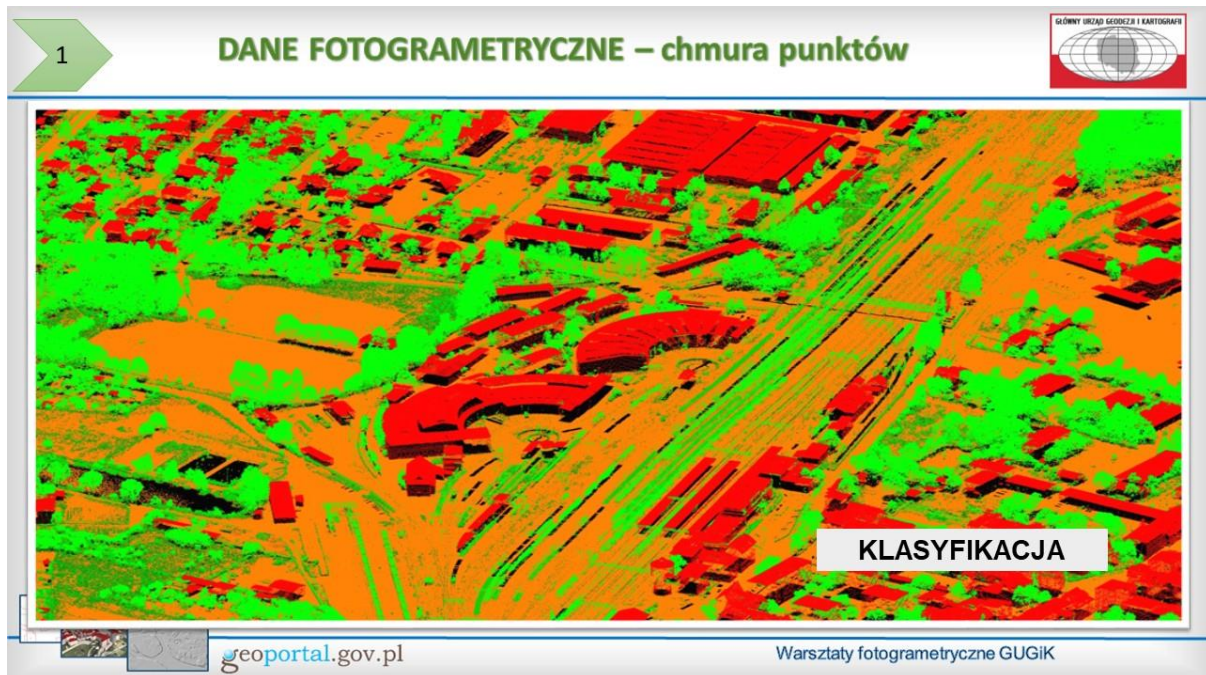 1
DANE FOTOGRAMETRYCZNE – chmura punktów
GŁÓWNY URZĄD GEODEZJI I KARTOGRAFII
KLASYFIKACJA
geoportal.gov.pl
Warsztaty fotogrametryczne GUGiK